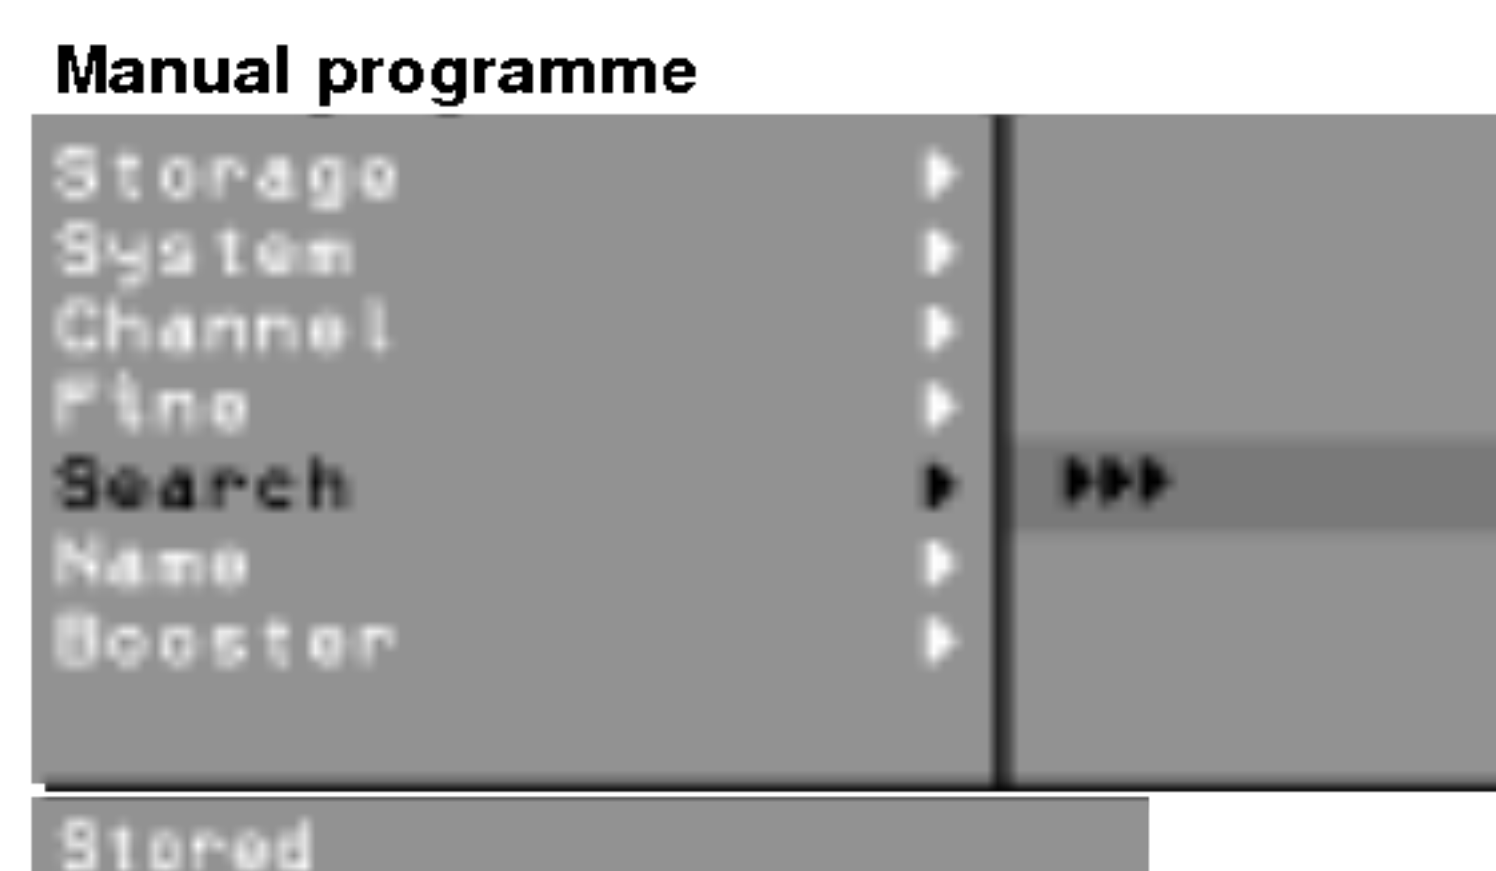 Manual programme
Storage
System
Channel
Fine
Search
Name
Booster
Stored